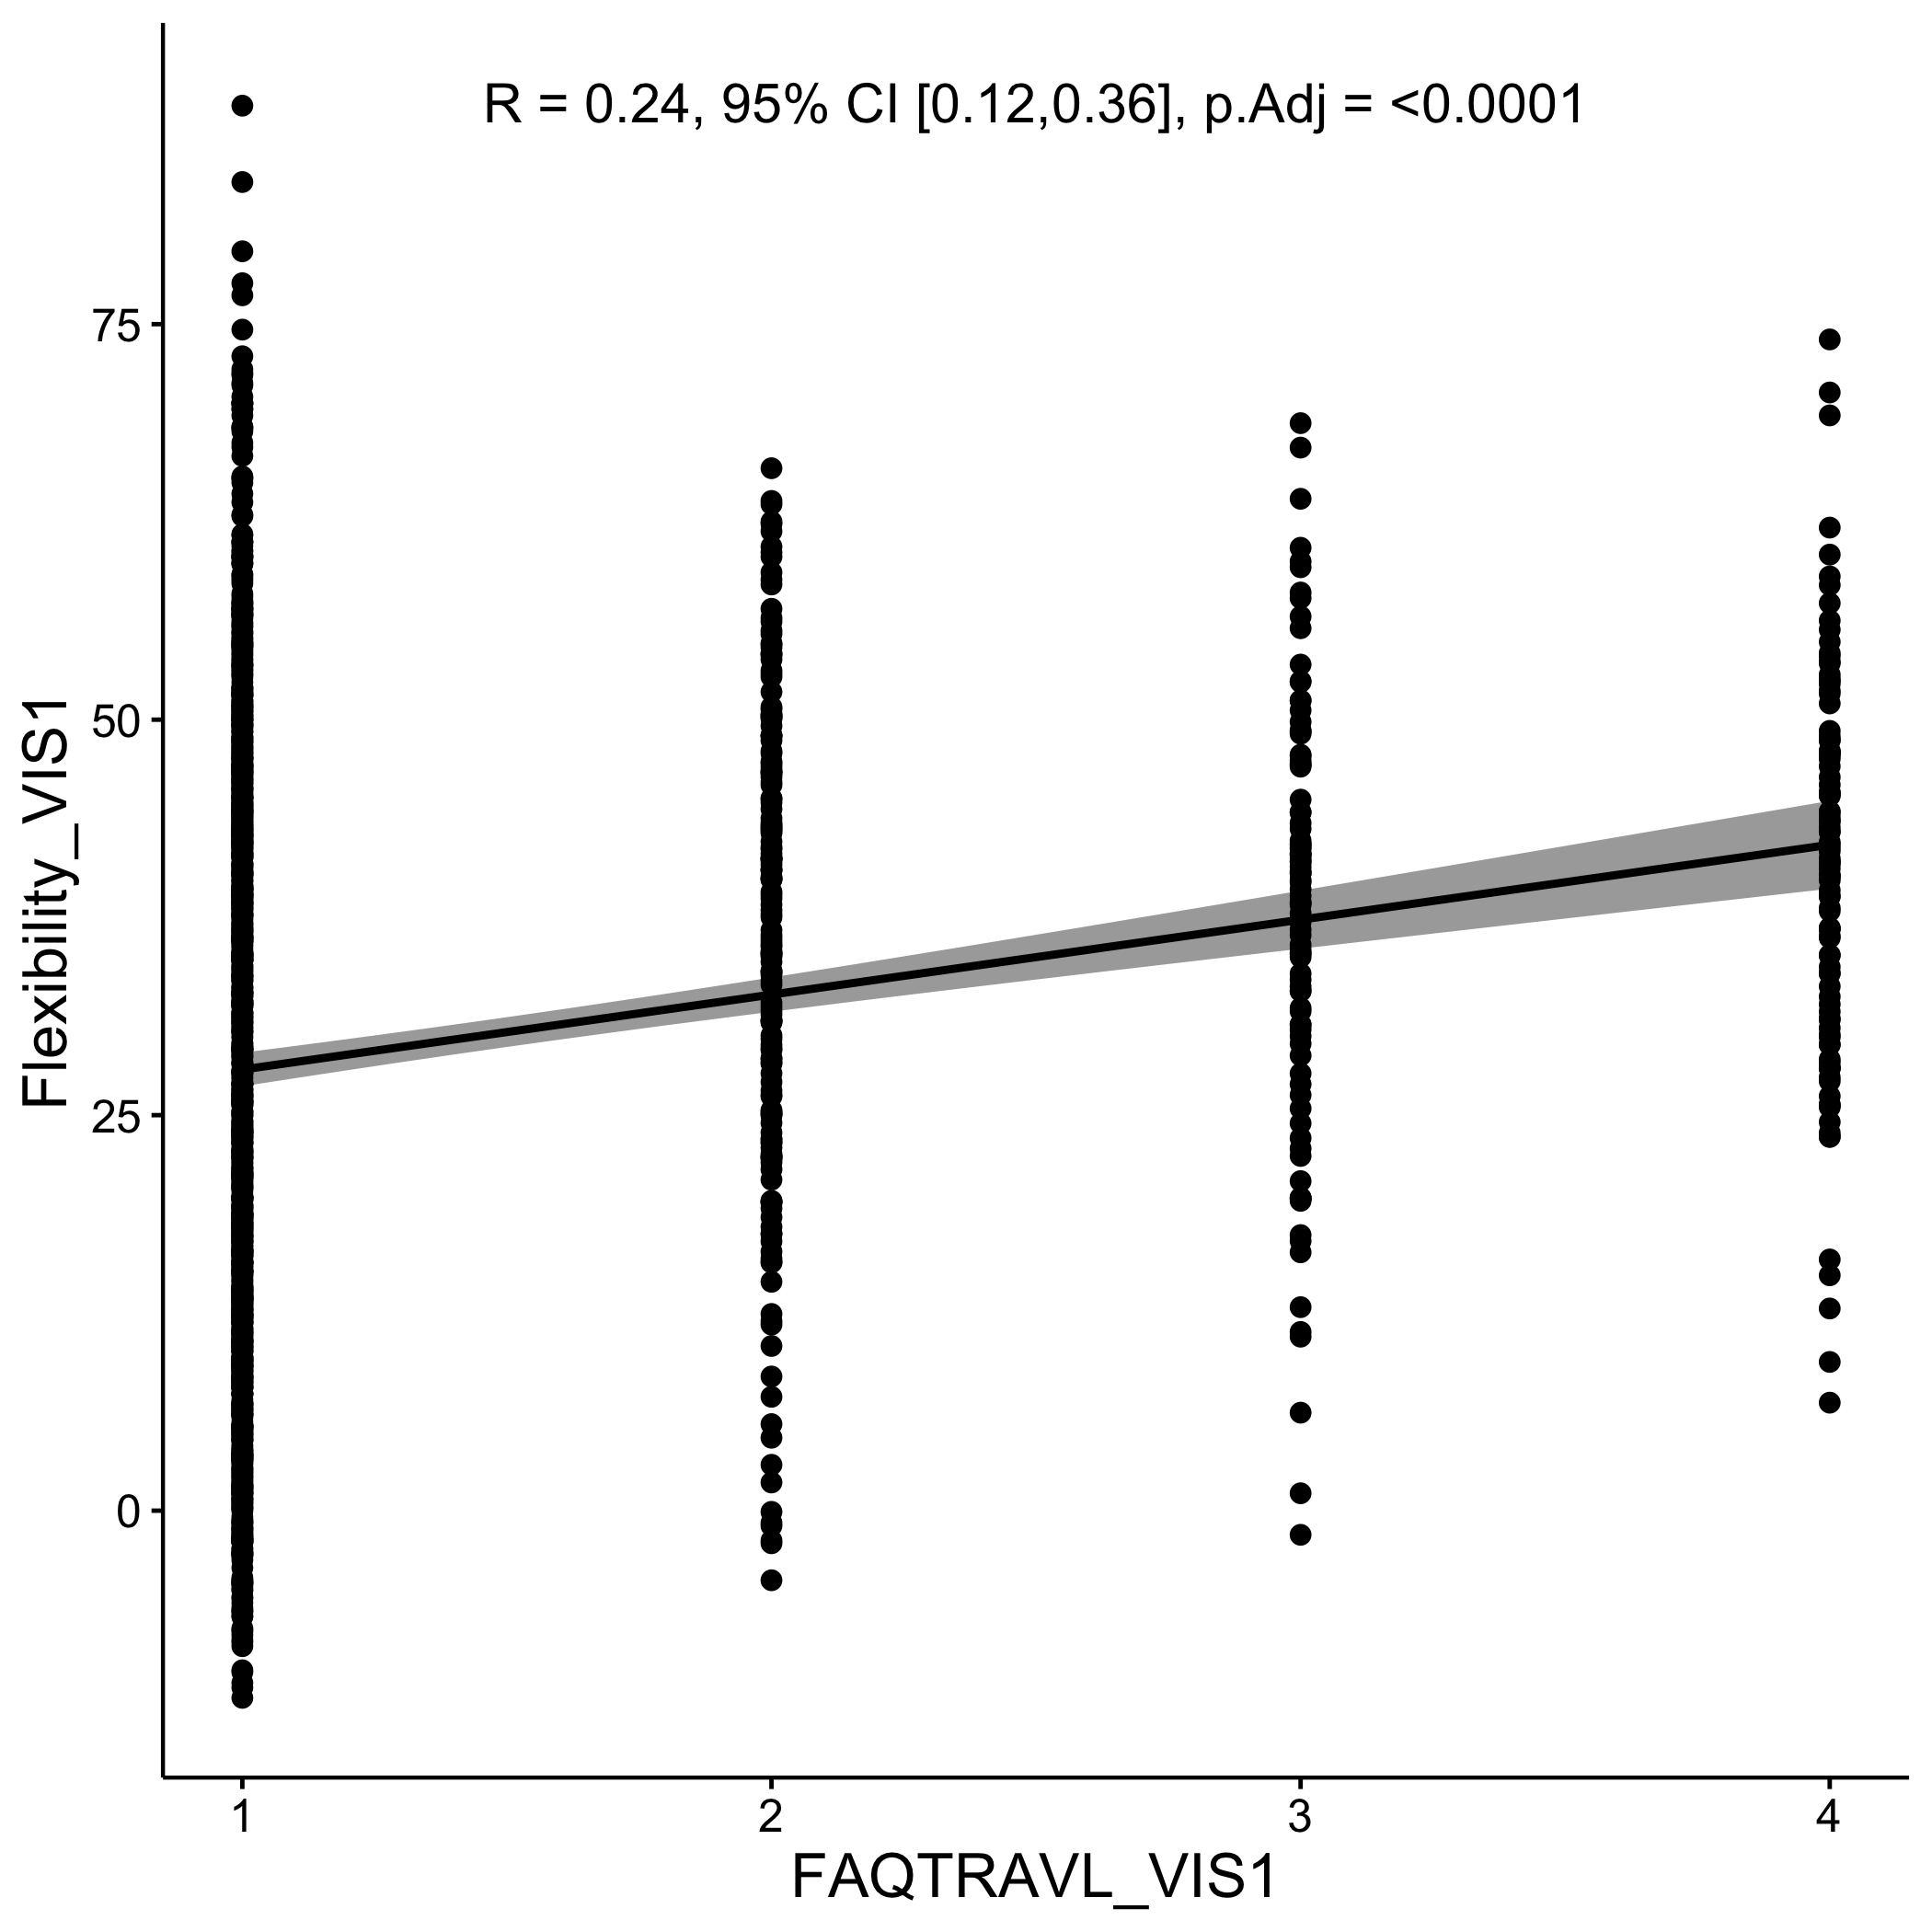 R = 0.24, 95% CI [0.12,0.36], p.Adj = <0.0001
75
50
25
0
Flexibility_VIS1
1 2 3 4
FAQTRAVL_VIS1